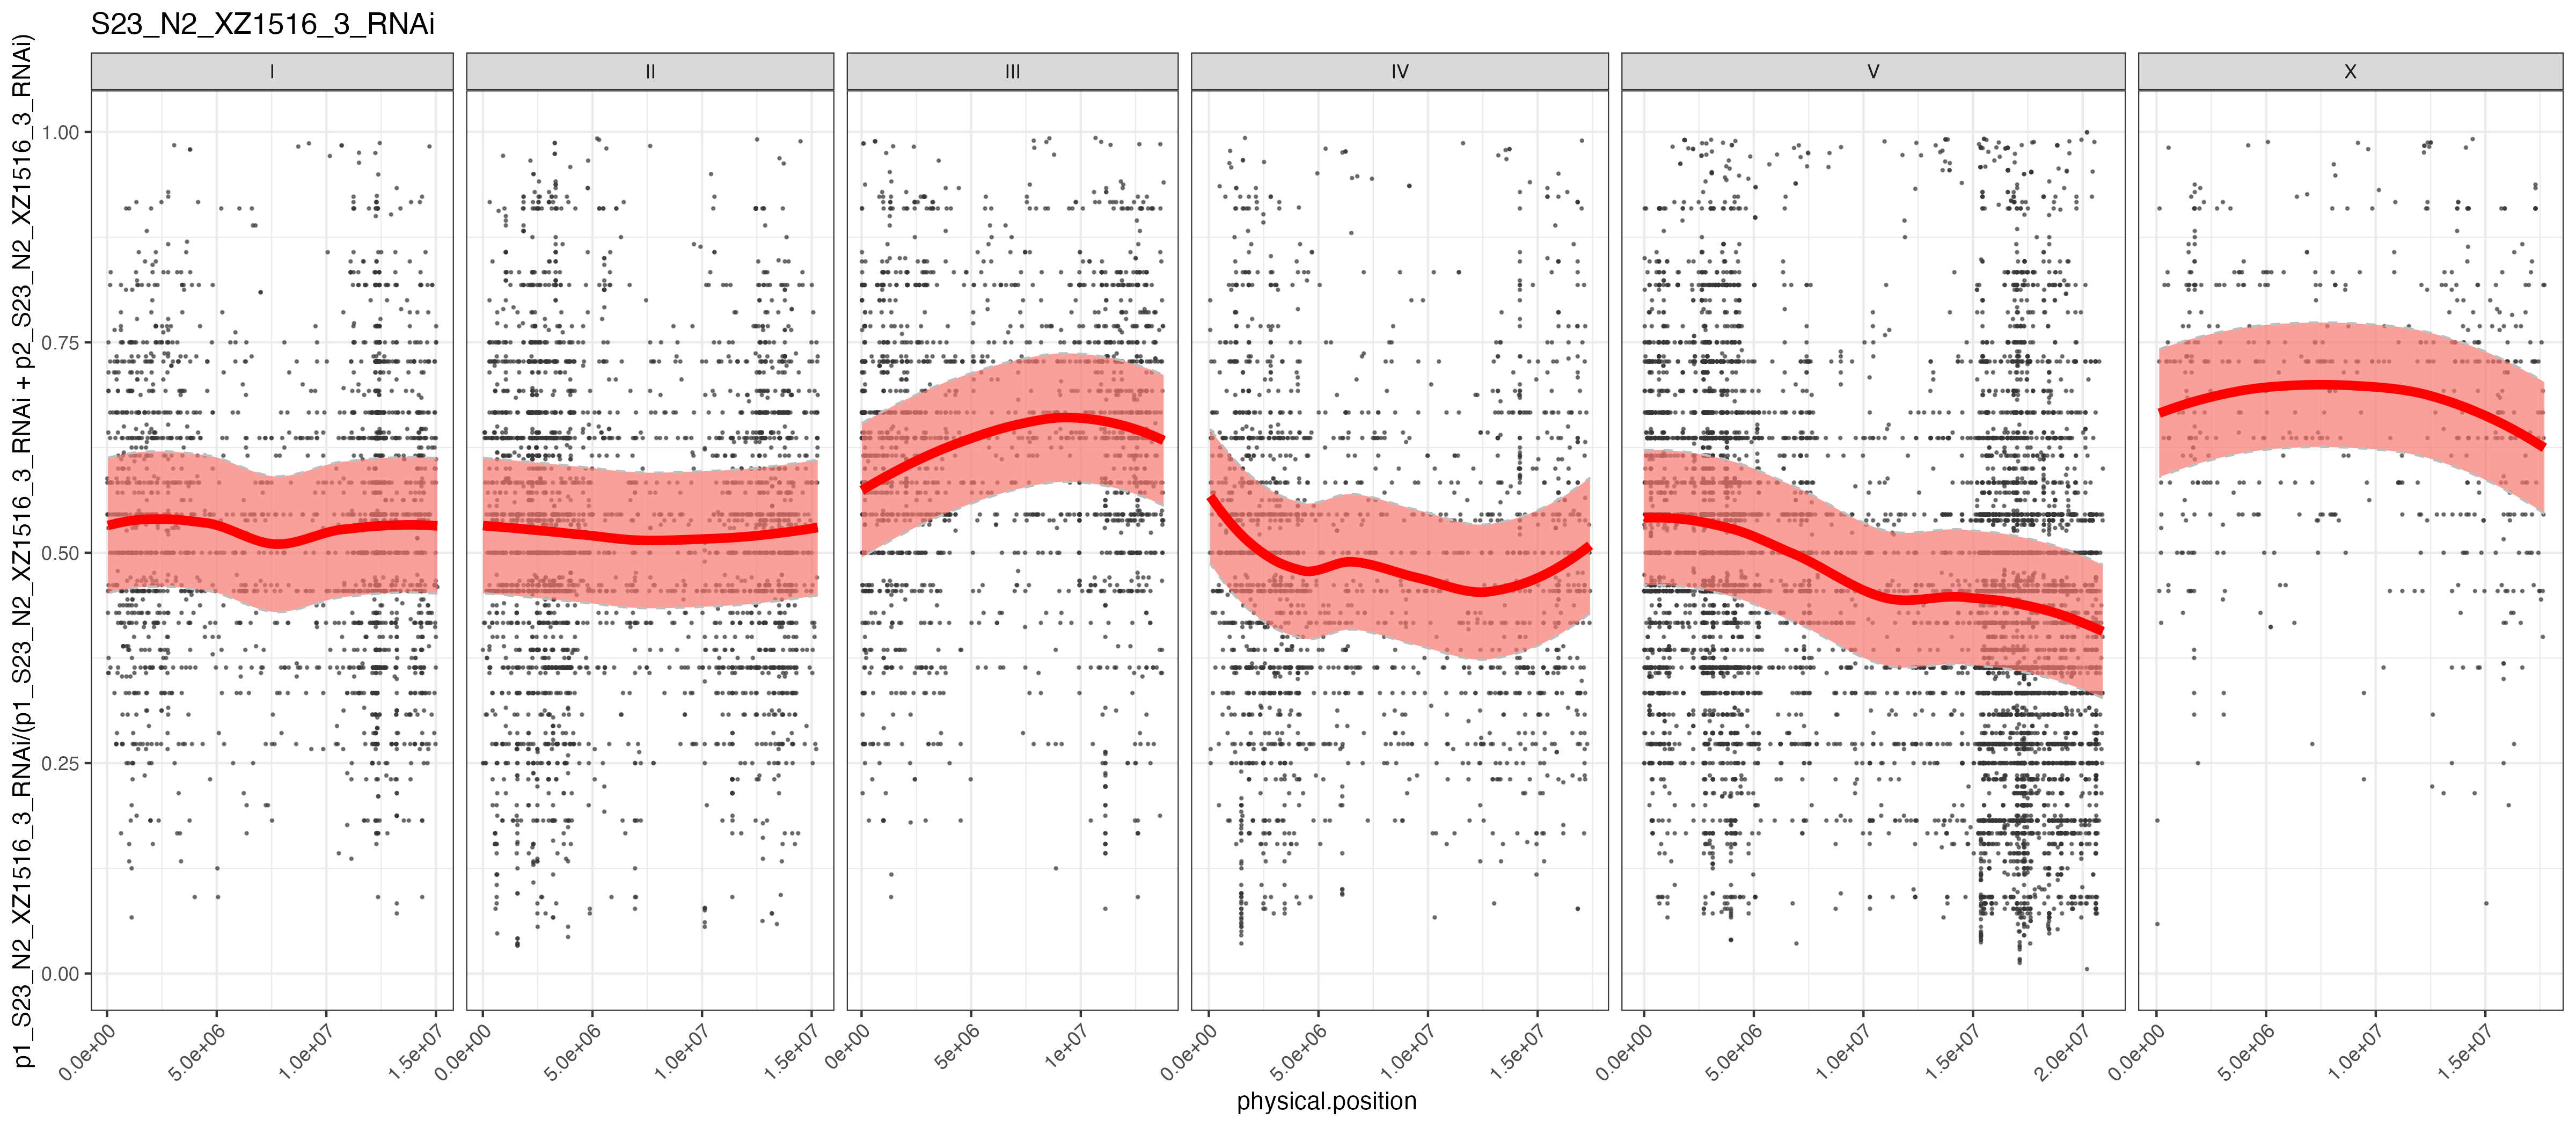 S23_N2_XZ1516_3_RNAi
I II III IV V X
p1_S23_N2_XZ1516_3_RNAi/(p1_S23_N2_XZ1516_3_RNAi + p2_S23_N2_XZ1516_3_RNAi)
1.00
0.75
0.50
0.25
0.00
0.0e+00 5.0e+06 1.0e+07 1.5e+07 0.0e+00 5.0e+06 1.0e+07 1.5e+07 0e+00 5e+06 1e+07 0.0e+00 5.0e+06 1.0e+07 1.5e+07 0.0e+00 5.0e+06 1.0e+07 1.5e+07 2.0e+07 0.0e+00 5.0e+06 1.0e+07 1.5e+07
physical.position